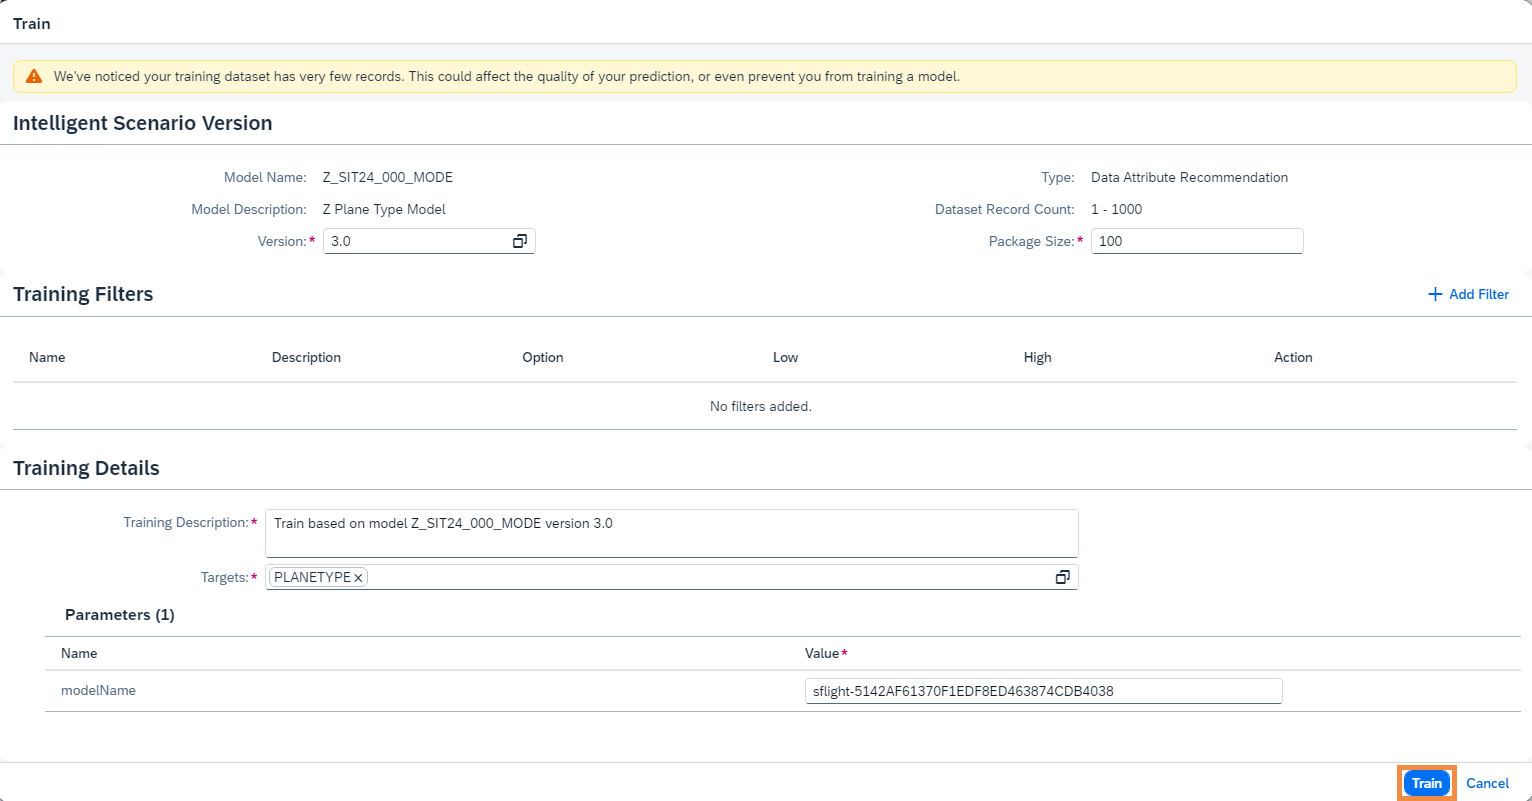 Train
We've noticed your training dataset has very few records. This could affect the quality of your prediction, or even prevent you from training a model.
Intelligent Scenario Version
Model Name: Z_SIT24_000_MODE
Type: Data Attribute Recommendation
Model Description: Z Plane Type Model
Dataset Record Count: 1 - 1000
Version:* 3.0
Package Size:* 100
Training Filters
Add Filter
Name Description Option Low High Action
No filters added.
Training Details
Training Description:* Train based on model Z_SIT24_000_MODE version 3.0
Targets:* PLANETYPE
Parameters (1)
Name Value*
modelName sflight-5142AF61370F1EDF8ED463874CDB4038
Train Cancel